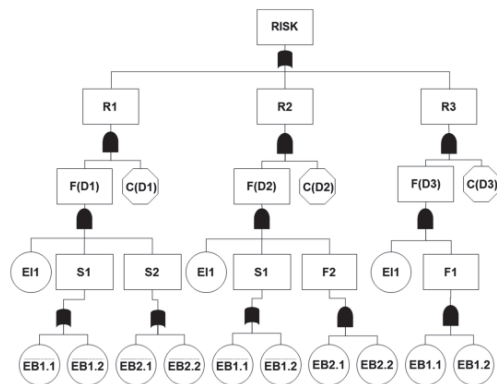 RISK
R1 R2 R3
F(D1) C(D1) F(D2) C(D2) F(D3) C(D3)
EI1 S1 S2 EI1 S1 F2 EI1 F1
EB1.1 EB1.2 EB2.1 EB2.2 EB1.1 EB1.2 EB2.1 EB2.2 EB1.1 EB1.2